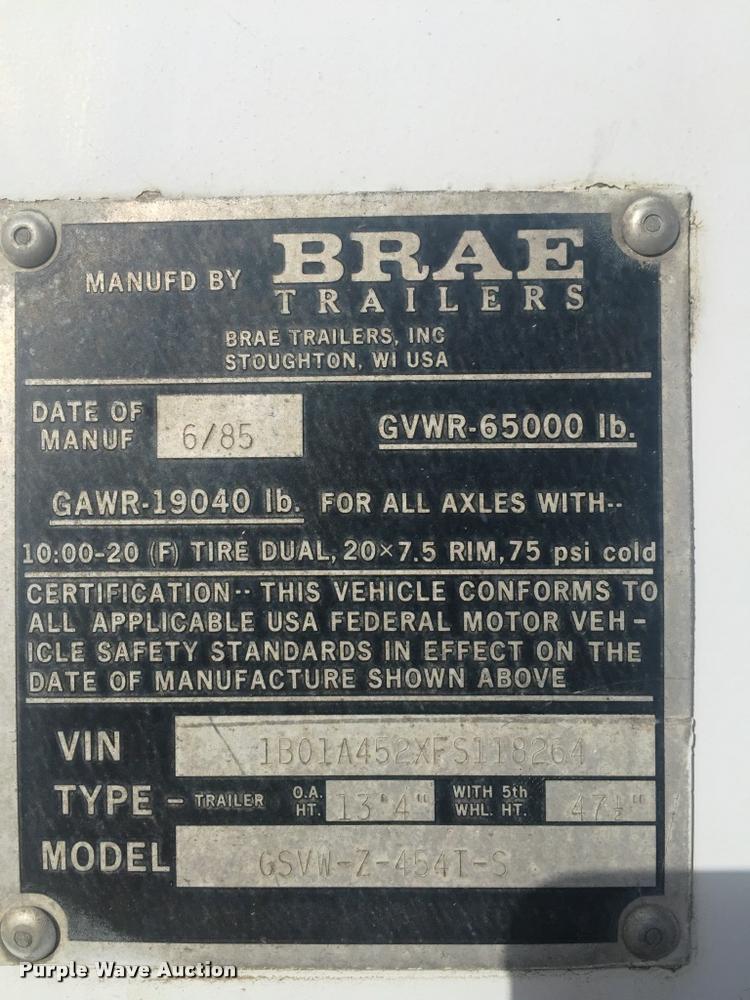 MANUFD BY BRAE
TRAILERS
BRAE TRAILERS, INC
STOUGHTON, WI USA
DATE OF MANUF 6/85 GVWR-65000 lb.
GAWR-19040 lb. FOR ALL AXLES WITH--
10:00-20 (F) TIRE DUAL, 20×7.5 RIM, 75 psi cold
CERTIFICATION-- THIS VEHICLE CONFORMS TO
ALL APPLICABLE USA FEDERAL MOTOR VEH-
ICLE SAFETY STANDARDS IN EFFECT ON THE
DATE OF MANUFACTURE SHOWN ABOVE
VIN 1B01A452XFS118264
TYPE - TRAILER O.A. HT. 13'4" WITH 5th WHL. HT. 47½"
MODEL GSVW-Z-454T-S
Purple Wave Auction